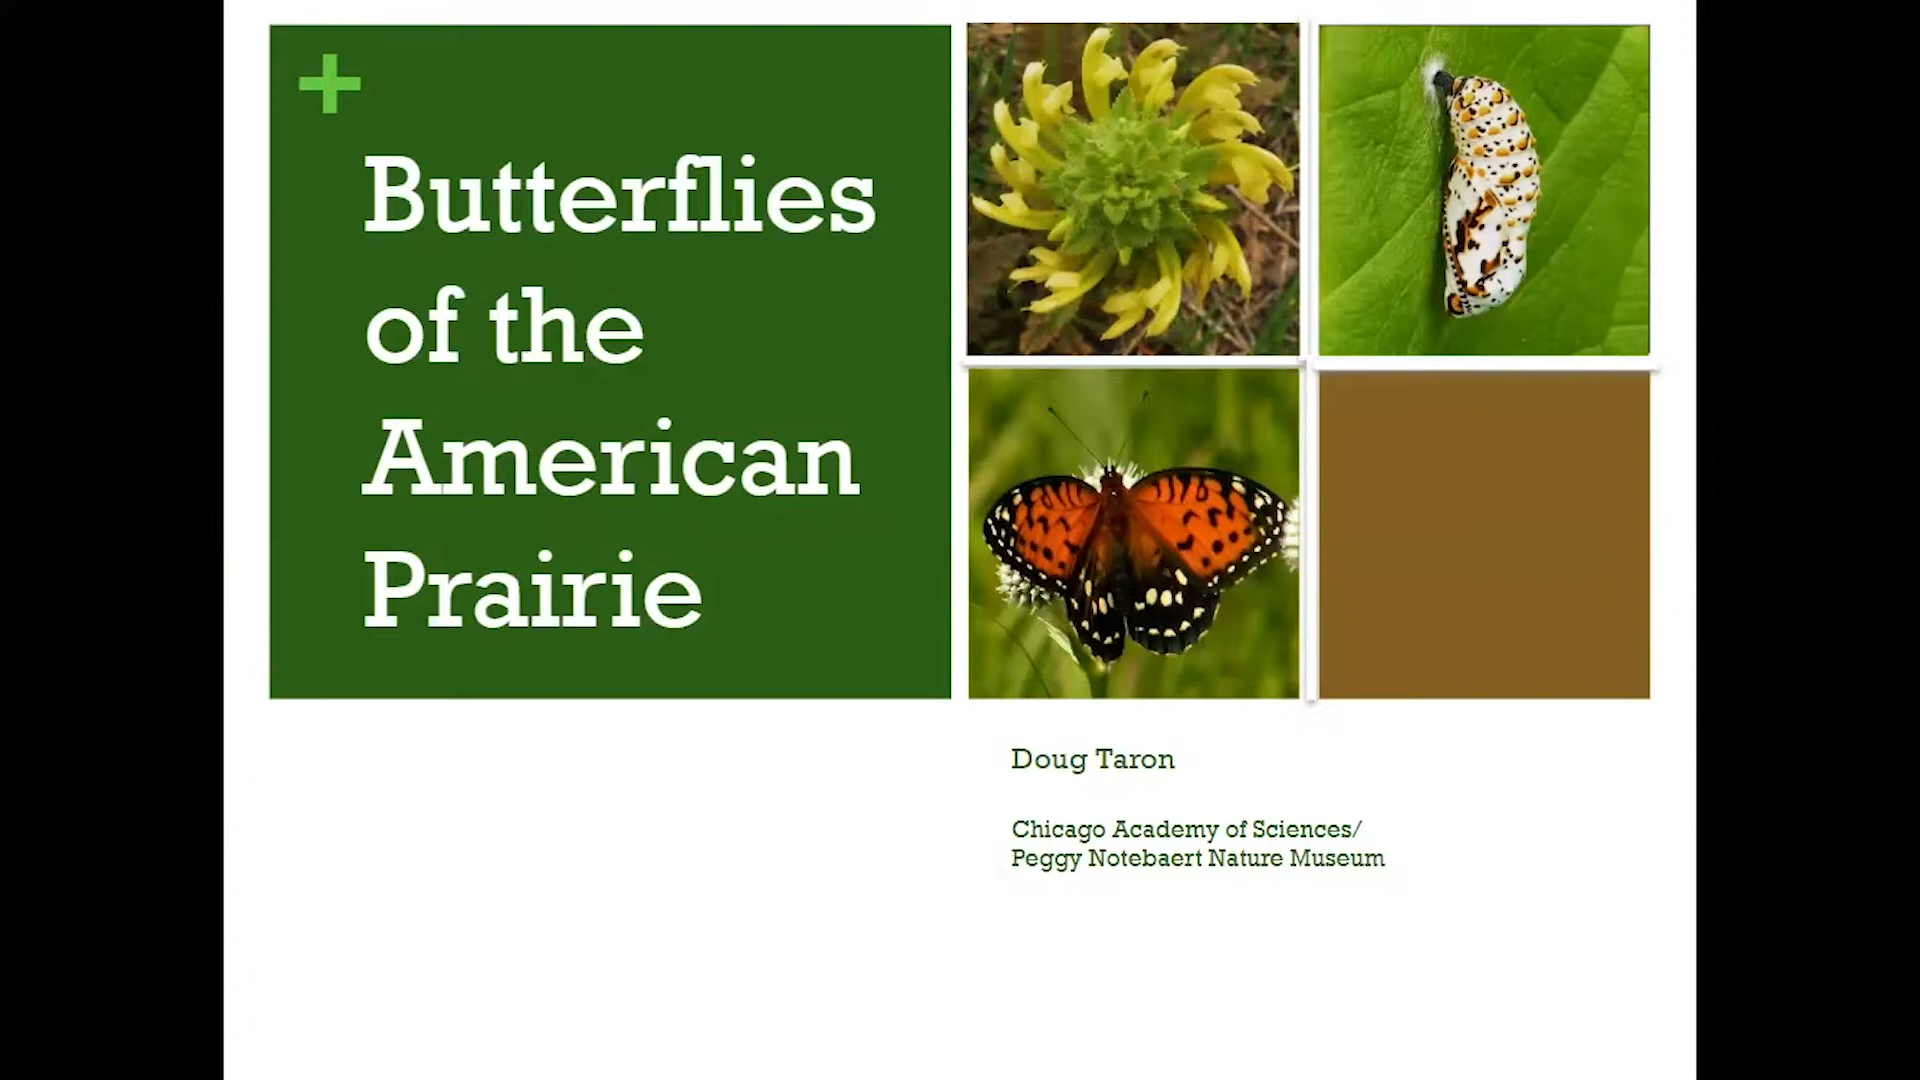 Butterflies
of the
American
Prairie
Doug Taron
Chicago Academy of Sciences/
Peggy Notebaert Nature Museum